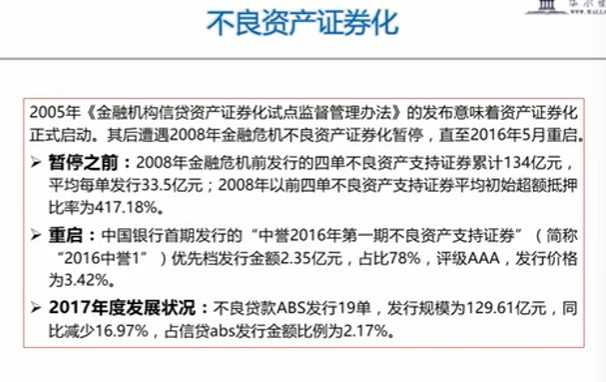 不良资产证券化
2005年《金融机构信贷资产证券化试点监督管理办法》的发布意味着资产证券化
正式启动。其后遭遇2008年金融危机不良资产证券化暂停，直至2016年5月重启。
➢ 暂停之前：2008年金融危机前发行的四单不良资产支持证券累计134亿元，
平均每单发行33.5亿元；2008年以前四单不良资产支持证券平均初始超额抵押
比率为417.18%。
➢ 重启：中国银行首期发行的“中誉2016年第一期不良资产支持证券”（简称
“2016中誉1”）优先档发行金额2.35亿元，占比78%，评级AAA，发行价格
为3.42%。
➢ 2017年度发展状况：不良贷款ABS发行19单，发行规模为129.61亿元，同
比减少16.97%，占信贷abs发行金额比例为2.17%。